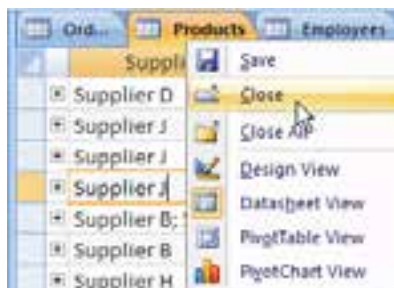 Ord... Products Employees
Suppli
Supplier D
Supplier J
Supplier J
Supplier J
Supplier B;
Supplier B
Supplier H
Save
Close
Close All
Design View
Datasheet View
PivotTable View
PivotChart View